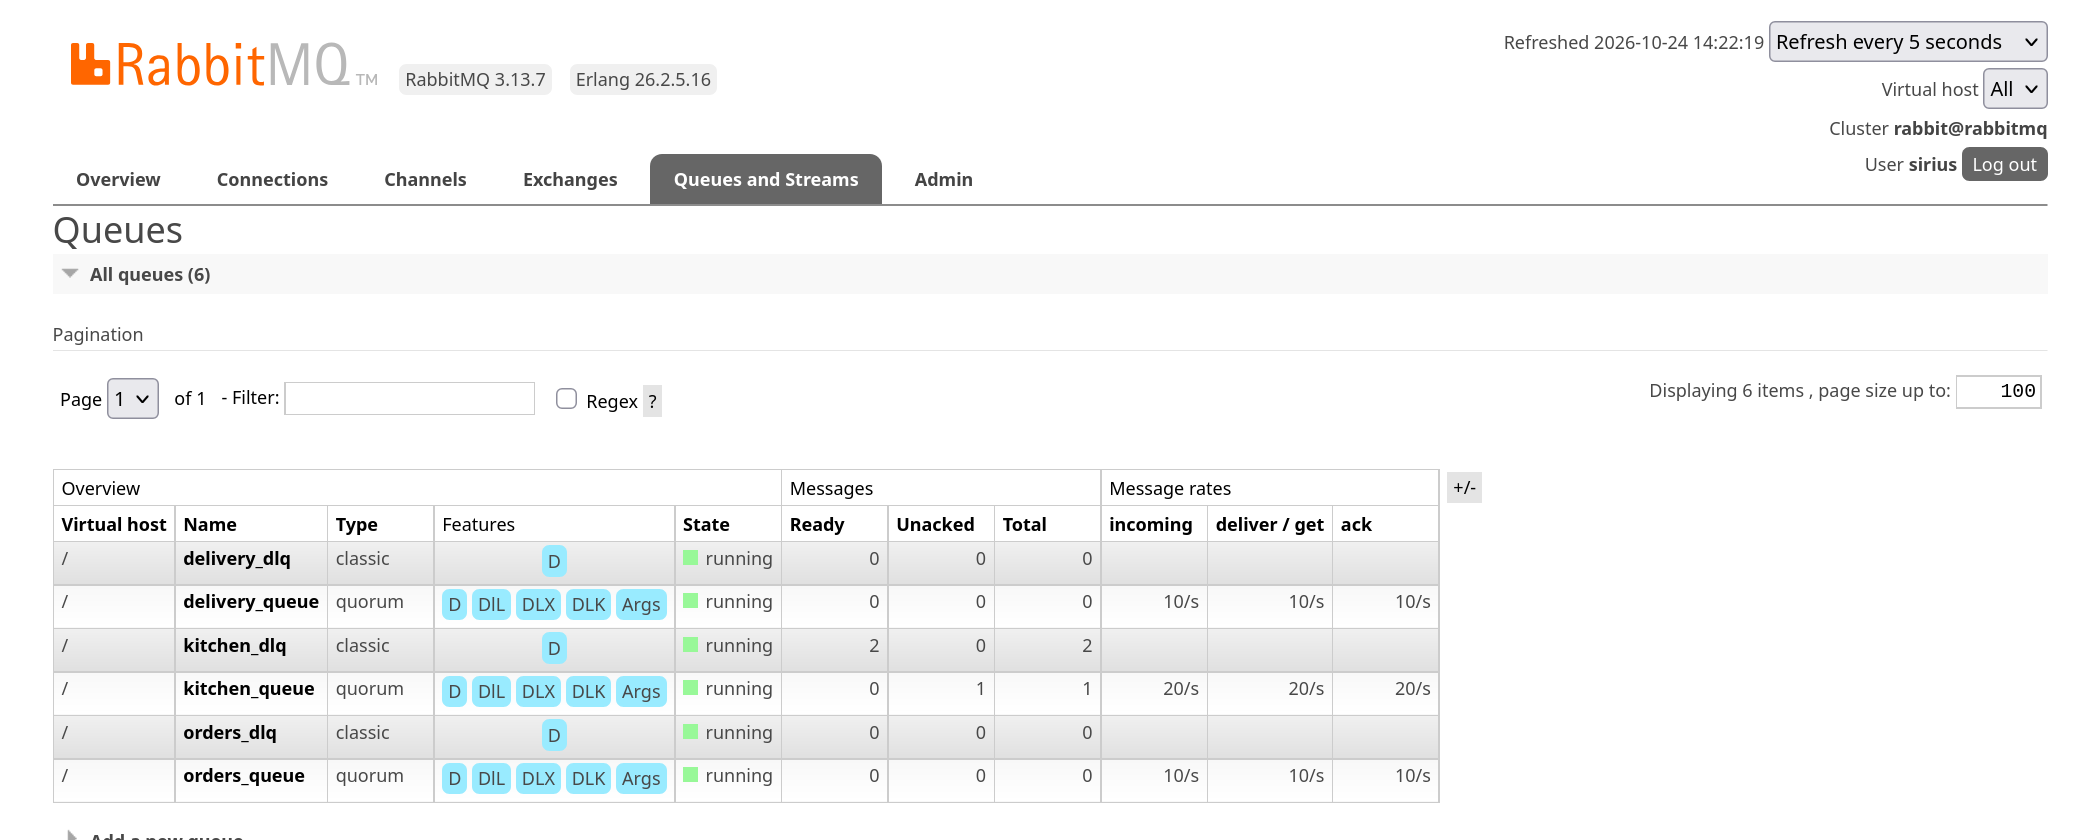 RabbitMQ TM RabbitMQ 3.13.7 Erlang 26.2.5.16
Refreshed 2026-10-24 14:22:19 Refresh every 5 seconds
Virtual host All
Cluster rabbit@rabbitmq
User sirius Log out
Overview Connections Channels Exchanges Queues and Streams Admin
Queues
All queues (6)
Pagination
Page 1 of 1 - Filter: Regex ? Displaying 6 items , page size up to: 100
Overview Messages Message rates +/-
Virtual host Name Type Features State Ready Unacked Total incoming deliver / get ack
/ delivery_dlq classic D running 0 0 0
/ delivery_queue quorum D DlL DLX DLK Args running 0 0 0 10/s 10/s 10/s
/ kitchen_dlq classic D running 2 0 2
/ kitchen_queue quorum D DlL DLX DLK Args running 0 1 1 20/s 20/s 20/s
/ orders_dlq classic D running 0 0 0
/ orders_queue quorum D DlL DLX DLK Args running 0 0 0 10/s 10/s 10/s
Add a new queue